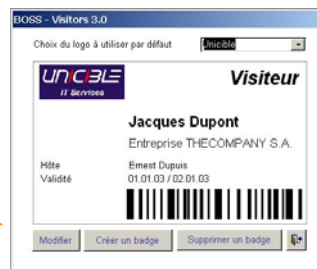 BOSS - Visitors 3.0
Choix du logo à utiliser par défaut Unicible
UNICIBLE
IT Services
Visiteur
Jacques Dupont
Entreprise THECOMPANY S.A.
Hôte Ernest Dupuis
Validité 01.01.03 / 02.01.03
Modifier Créer un badge Supprimer un badge